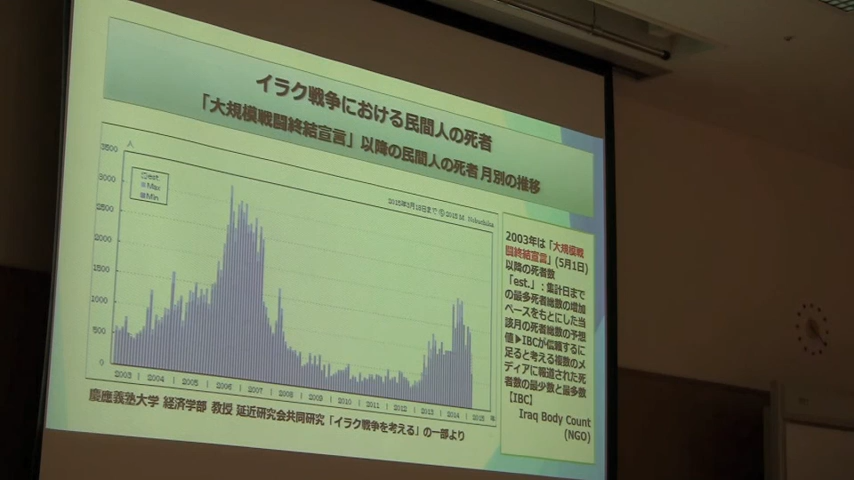 イラク戦争における民間人の死者
「大規模戦闘終結宣言」以降の民間人の死者 月別の推移
人
3500
3000
2500
2000
1500
1000
500
0
est.
Max
Min
2003 | 2004 | 2005 | 2006 | 2007 | 2008 | 2009 | 2010 | 2011 | 2012 | 2013 | 2014 | 2015 年
2003年は「大規模戦
闘終結宣言」(5月1日)
以降の死者数
「est.」：集計日まで
の最多死者総数の増加
ペースをもとにした当
該月の死者総数の予想
値▶IBCが信頼するに
足ると考える複数のメ
ディアに報道された死
者数の最少数と最多数
【IBC】
Iraq Body Count
(NGO)
慶應義塾大学 経済学部 教授 延近研究会共同研究「イラク戦争を考える」の一部より